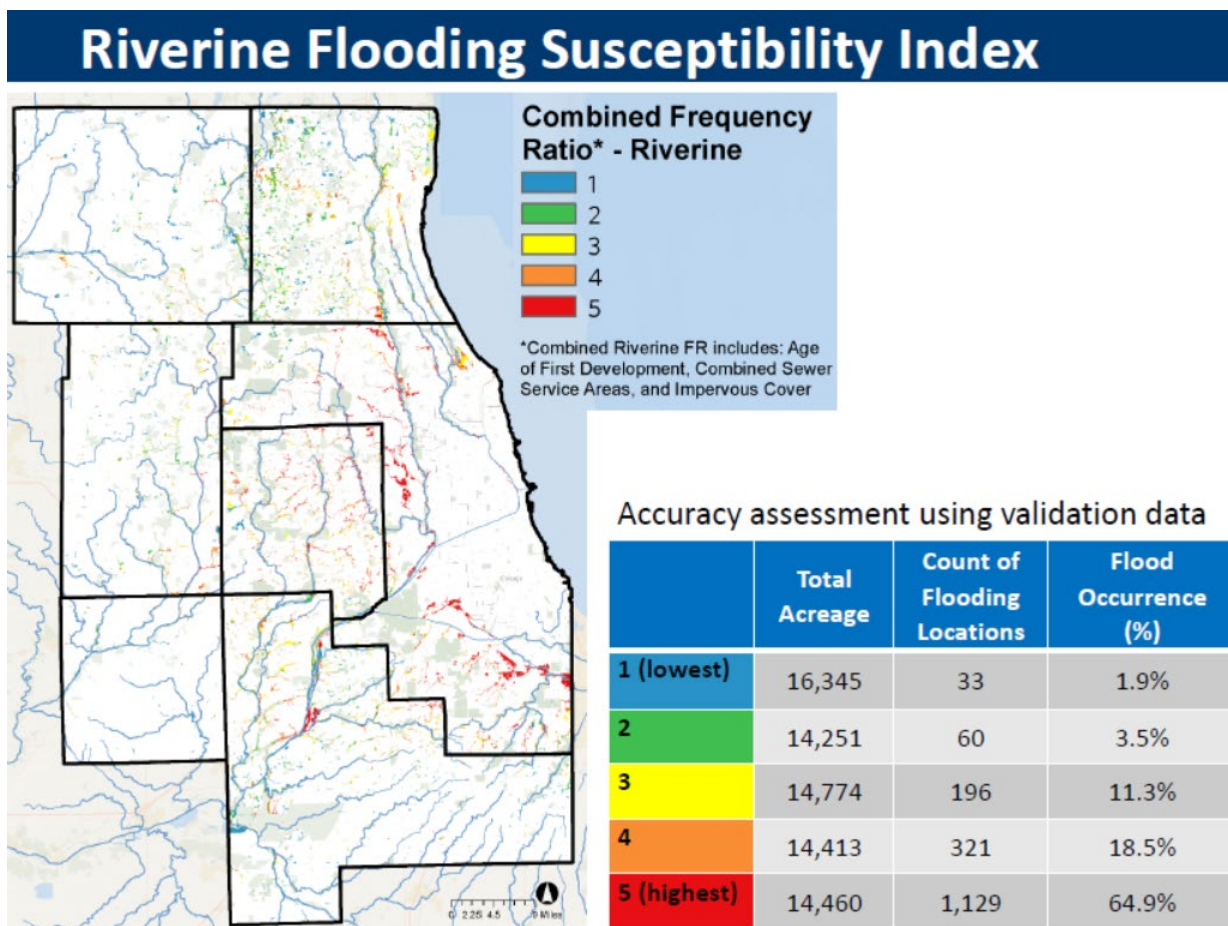 Riverine Flooding Susceptibility Index
Combined Frequency
Ratio* - Riverine
1
2
3
4
5
*Combined Riverine FR includes: Age
of First Development, Combined Sewer
Service Areas, and Impervous Cover
0 2.25 4.5 9 Miles
Accuracy assessment using validation data
Total
Acreage
Count of
Flooding
Locations
Flood
Occurrence
(%)
1 (lowest) 16,345 33 1.9%
2 14,251 60 3.5%
3 14,774 196 11.3%
4 14,413 321 18.5%
5 (highest) 14,460 1,129 64.9%